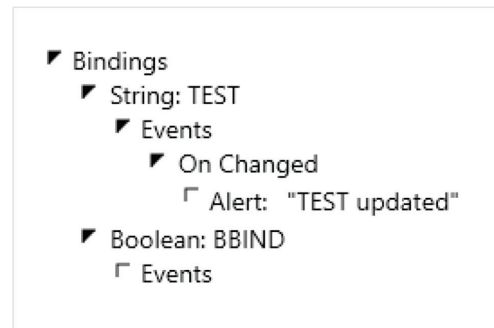 Bindings
String: TEST
Events
On Changed
Alert: "TEST updated"
Boolean: BBIND
Events